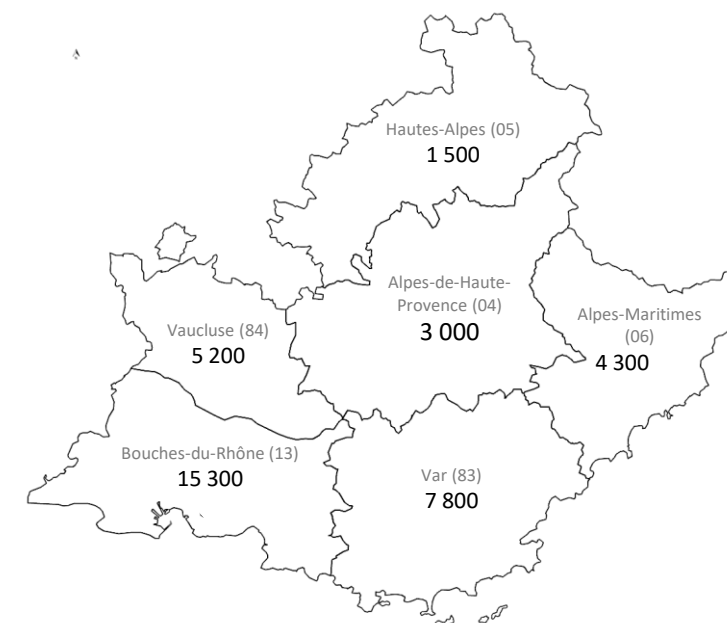 Hautes-Alpes (05)
1 500
Alpes-de-Haute-
Provence (04)
3 000
Alpes-Maritimes
(06)
4 300
Vaucluse (84)
5 200
Bouches-du-Rhône (13)
15 300
Var (83)
7 800